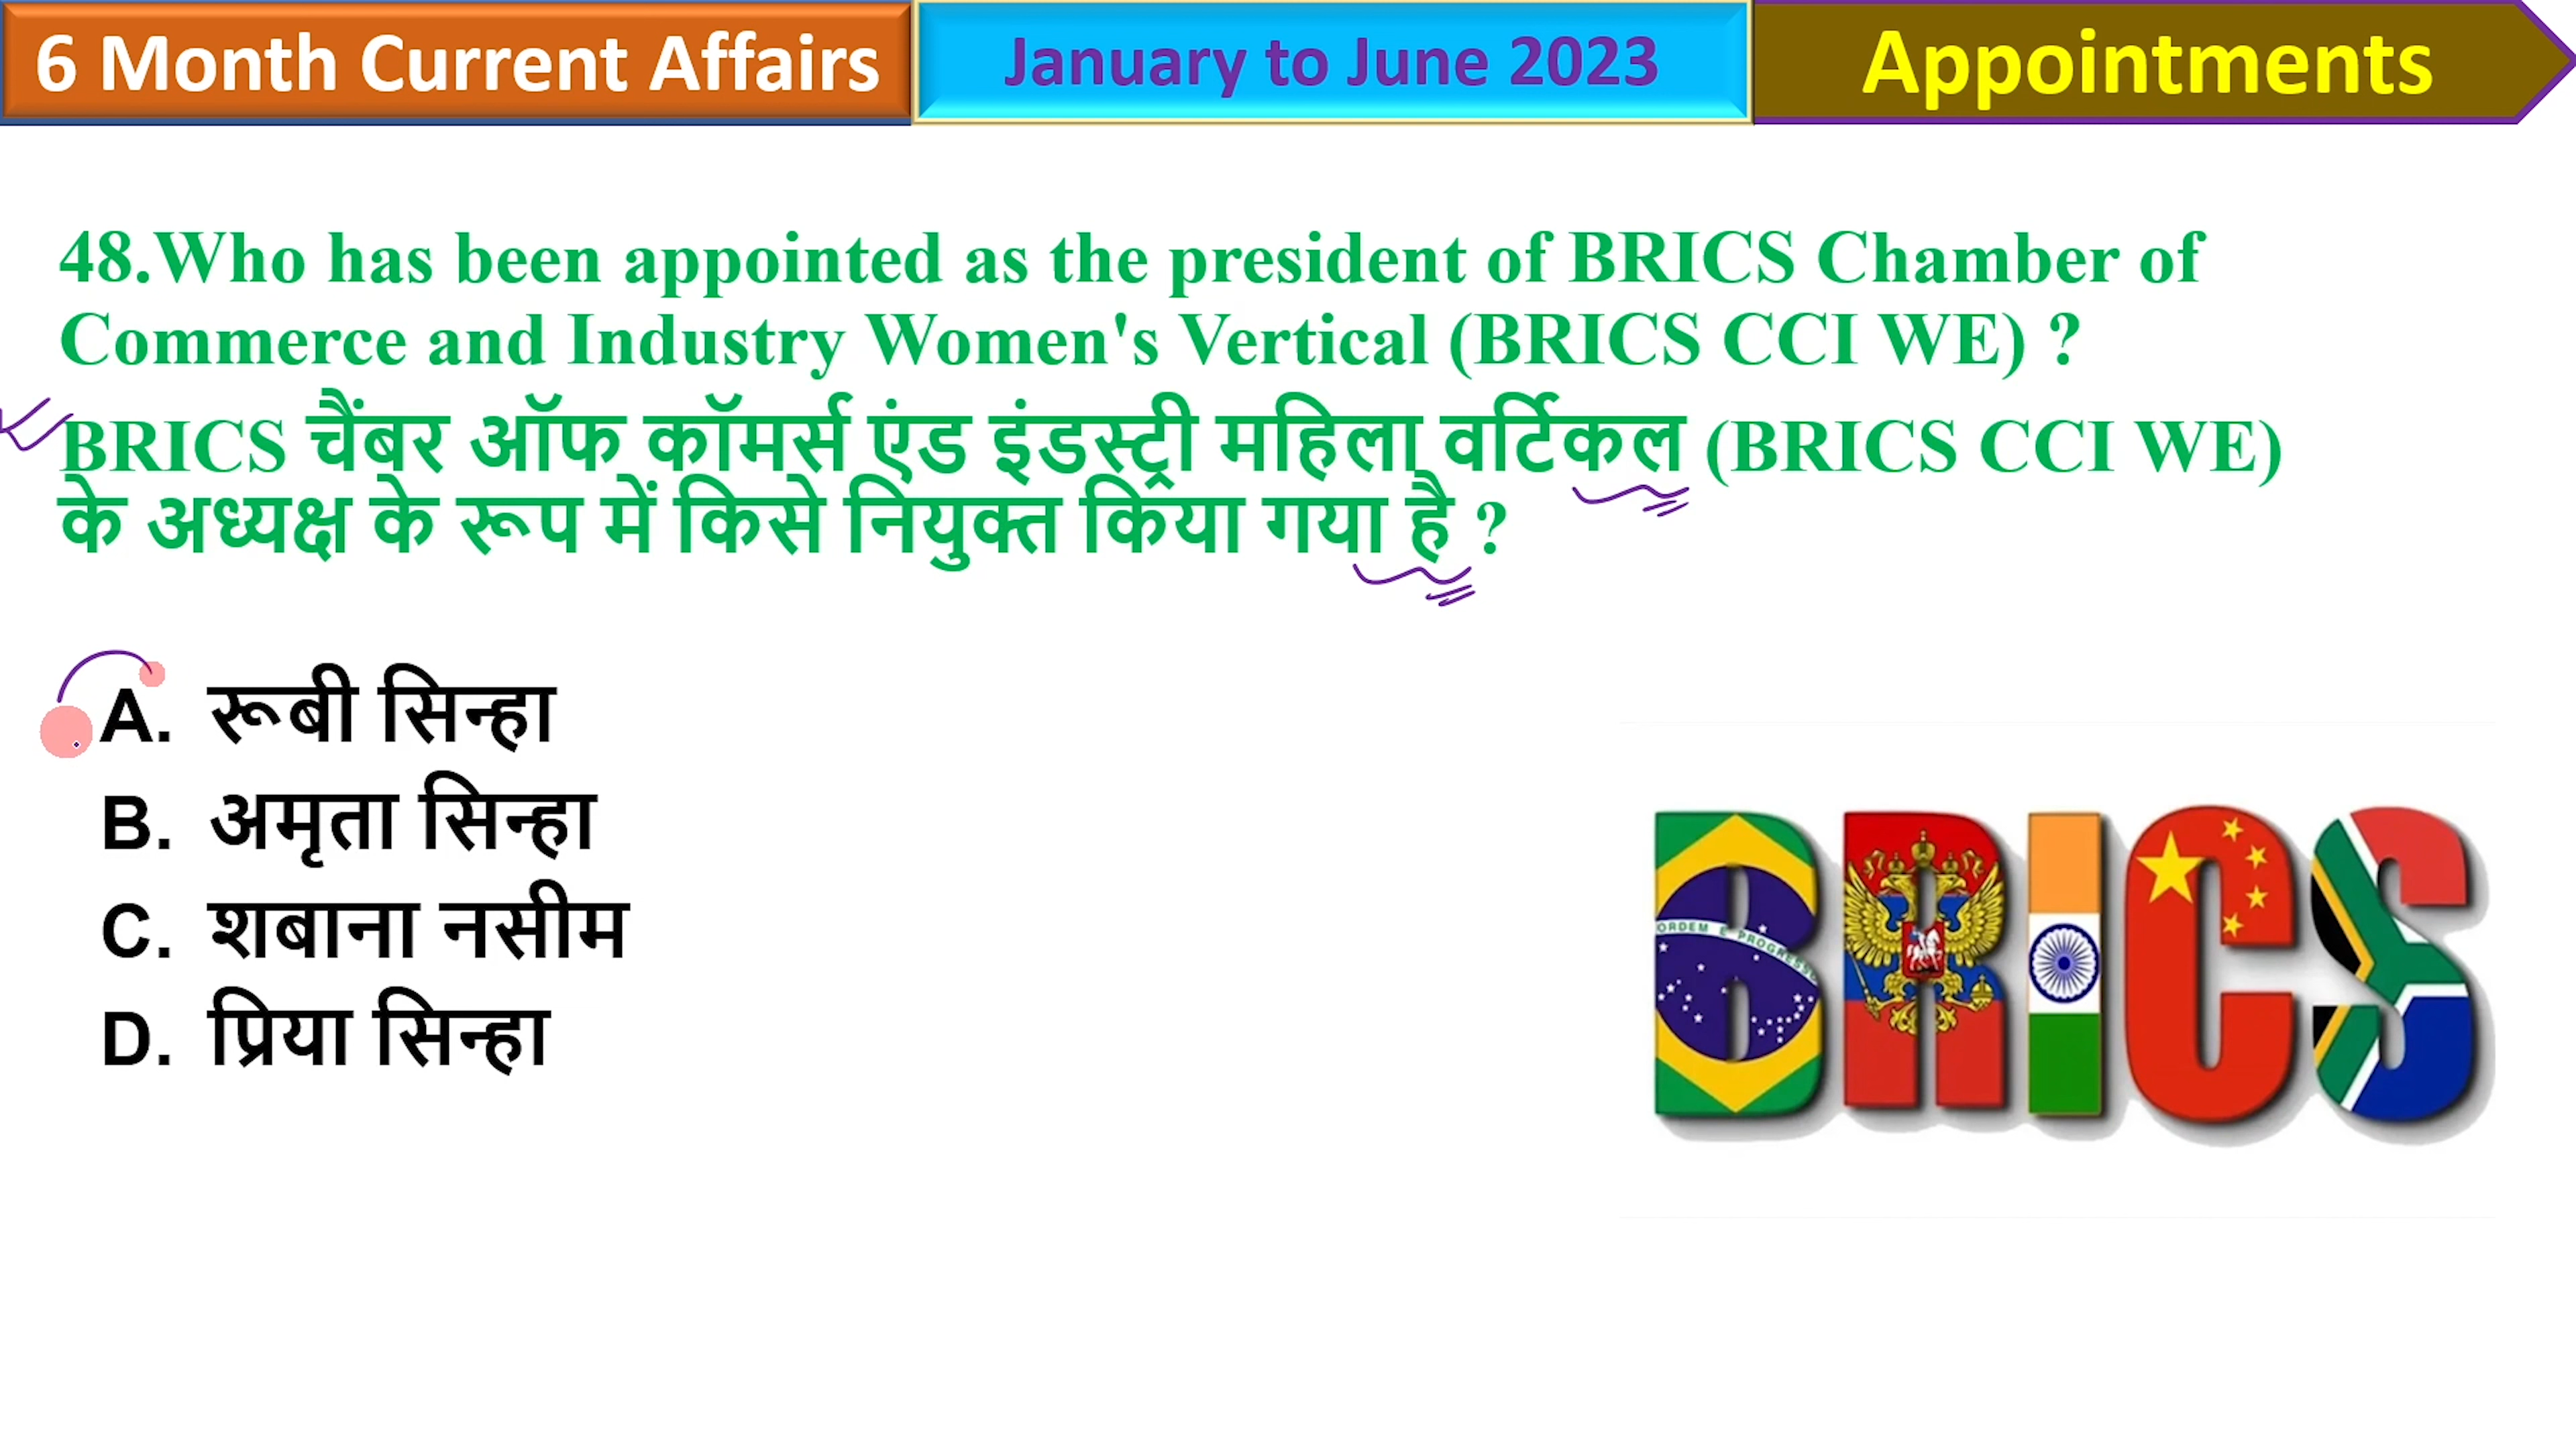 6 Month Current Affairs
January to June 2023
Appointments
48.Who has been appointed as the president of BRICS Chamber of
Commerce and Industry Women's Vertical (BRICS CCI WE) ?
BRICS चैंबर ऑफ कॉमर्स एंड इंडस्ट्री महिला वर्टिकल (BRICS CCI WE)
के अध्यक्ष के रूप में किसे नियुक्त किया गया है ?
A. रूबी सिन्हा
B. अमृता सिन्हा
C. शबाना नसीम
D. प्रिया सिन्हा
BRICS
ORDEM E PROGRESSO